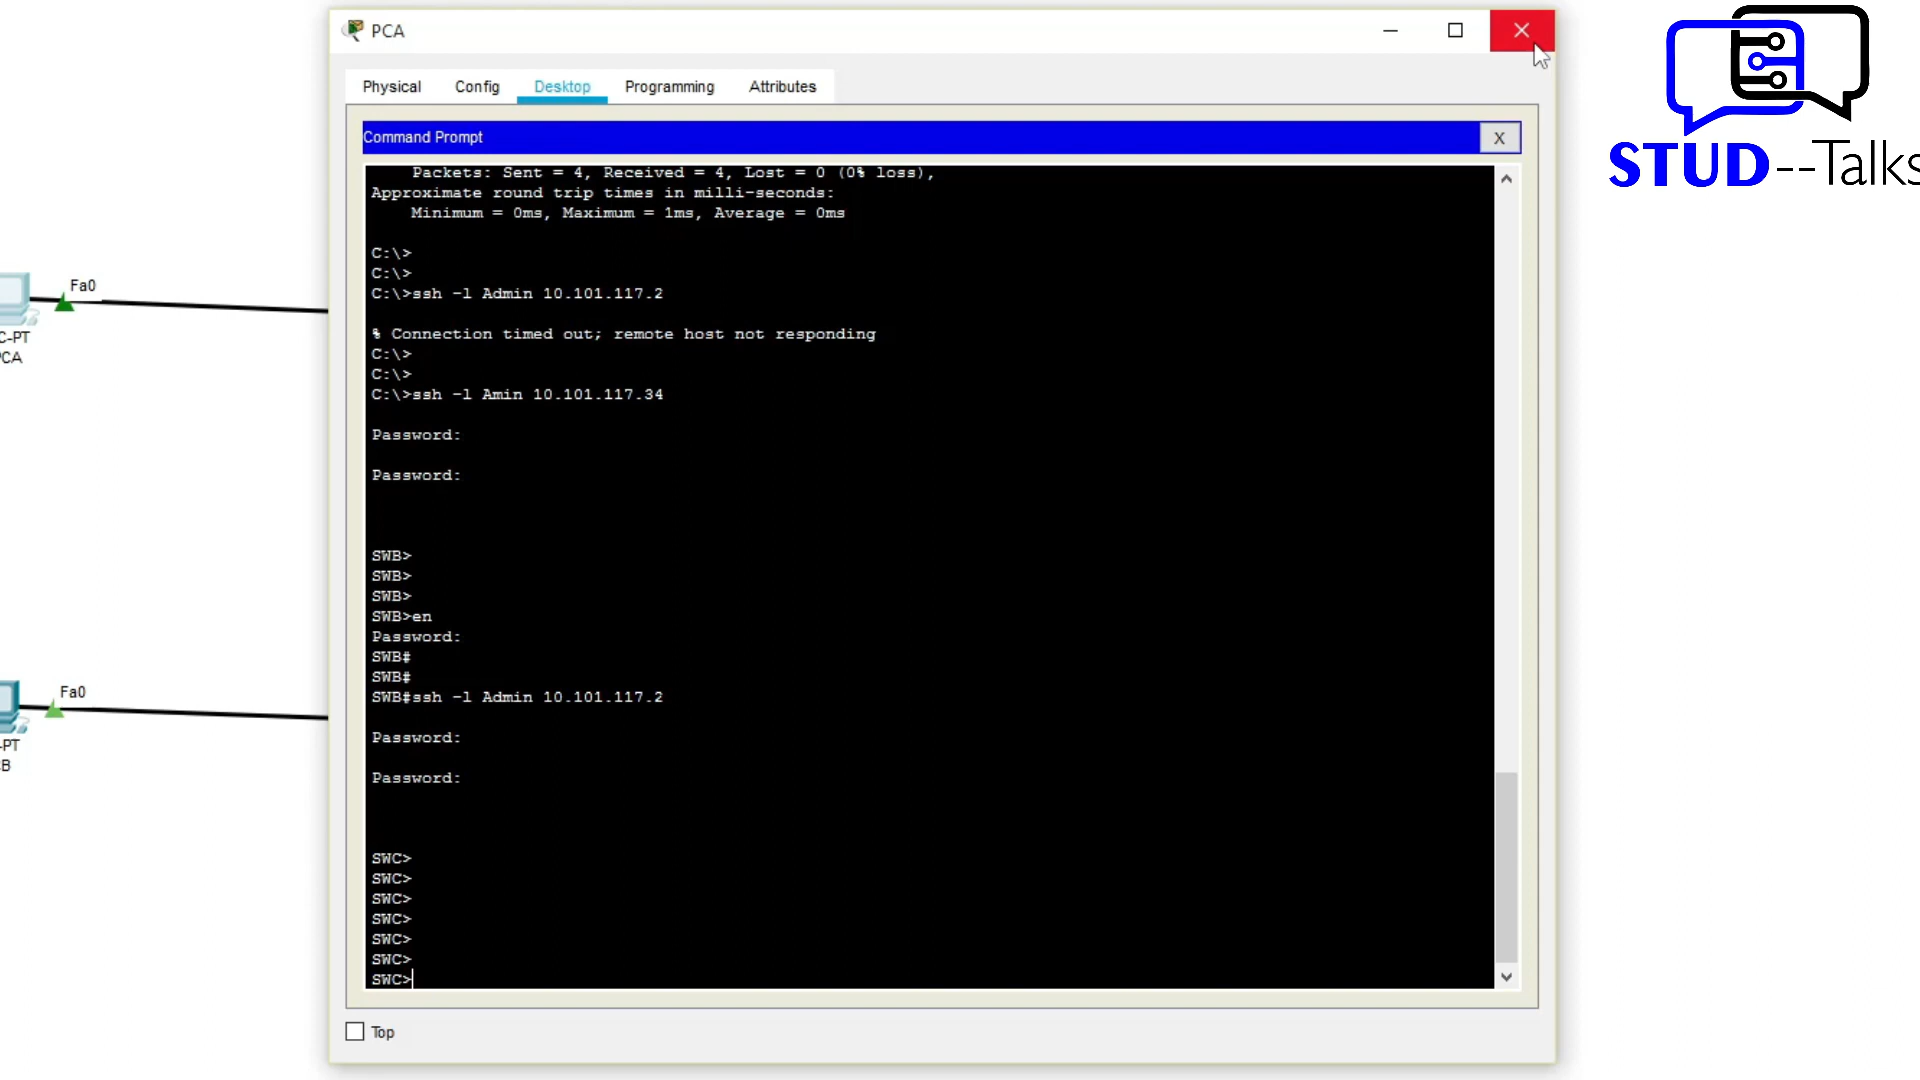 PCA
Physical Config Desktop Programming Attributes
Command Prompt X
Packets: Sent = 4, Received = 4, Lost = 0 (0% loss),
Approximate round trip times in milli-seconds:
Minimum = 0ms, Maximum = 1ms, Average = 0ms
C:\>
C:\>
C:\>ssh -l Admin 10.101.117.2
% Connection timed out; remote host not responding
C:\>
C:\>
C:\>ssh -l Amin 10.101.117.34
Password:
Password:
SWB>
SWB>
SWB>
SWB>en
Password:
SWB#
SWB#
SWB#ssh -l Admin 10.101.117.2
Password:
Password:
SWC>
SWC>
SWC>
SWC>
SWC>
SWC>
SWC>
Top
Fa0
C-PT
CA
Fa0
-PT
B
STUD--Talks